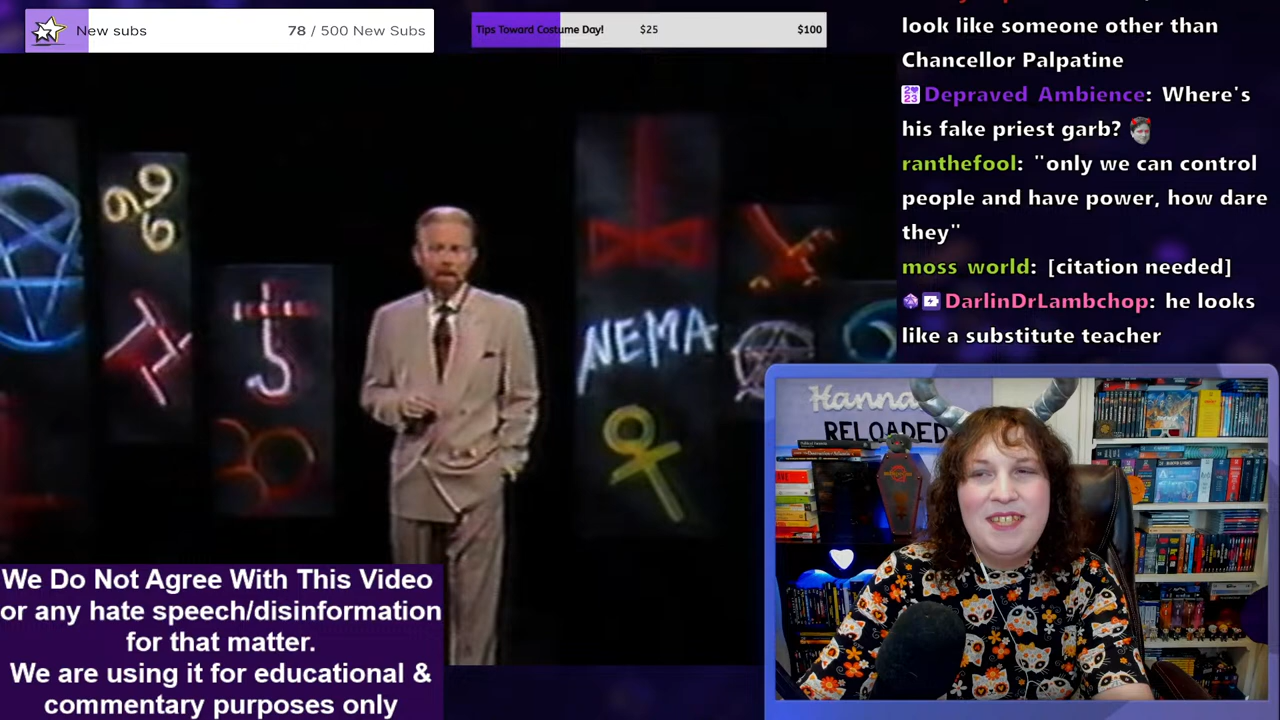 New subs
78 / 500 New Subs
Tips Toward Costume Day!
$25
$100
look like someone other than
Chancellor Palpatine
Depraved Ambience: Where's
his fake priest garb?
ranthefool: "only we can control
people and have power, how dare
they"
moss world: [citation needed]
DarlinDrLambchop: he looks
like a substitute teacher
666
NEMA
RELOADED
We Do Not Agree With This Video
or any hate speech/disinformation
for that matter.
We are using it for educational &
commentary purposes only